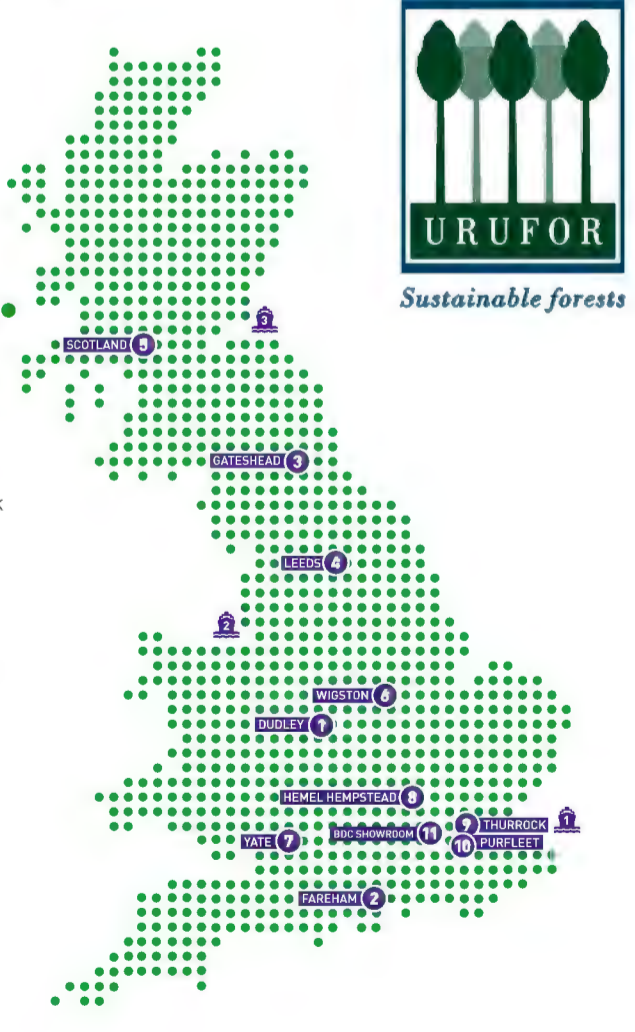 URUFOR
Sustainable forests
3
SCOTLAND 5
GATESHEAD 3
K
LEEDS 4
2
WIGSTON 6
DUDLEY 1
HEMEL HEMPSTEAD 8
1
9 THURROCK
BDC SHOWROOM 11
YATE 7
10 PURFLEET
FAREHAM 2